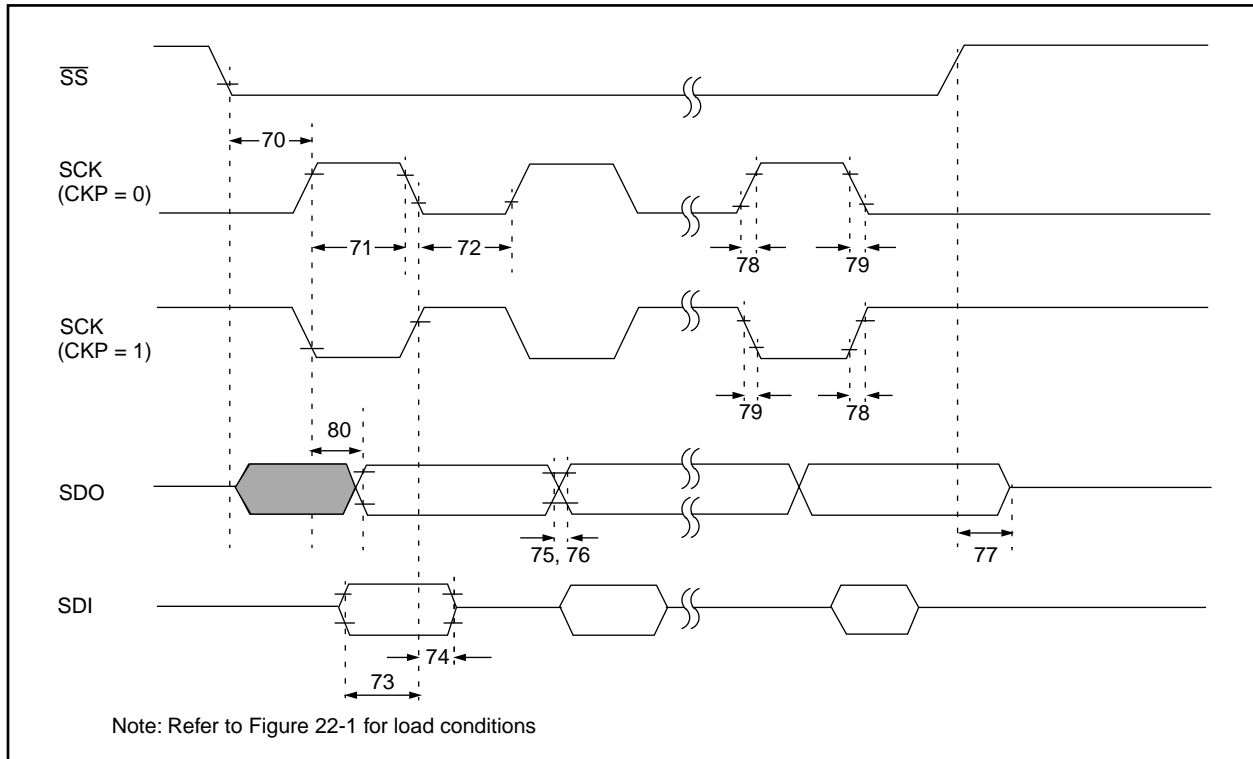 SS
70
SCK
(CKP = 0)
71
72
78
79
SCK
(CKP = 1)
79
78
80
SDO
75, 76
77
SDI
74
73
Note: Refer to Figure 22-1 for load conditions